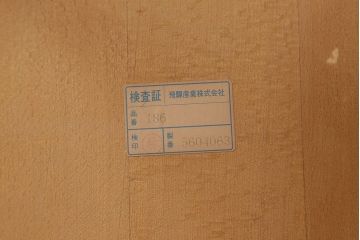 検査証 飛騨産業株式会社
品番 186
検印 製番 5604063